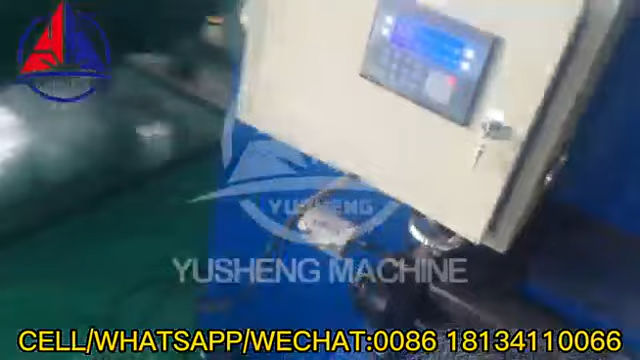 YUSHENG
YUSHENG MACHINE
CELL/WHATSAPP/WECHAT:0086 18134110066